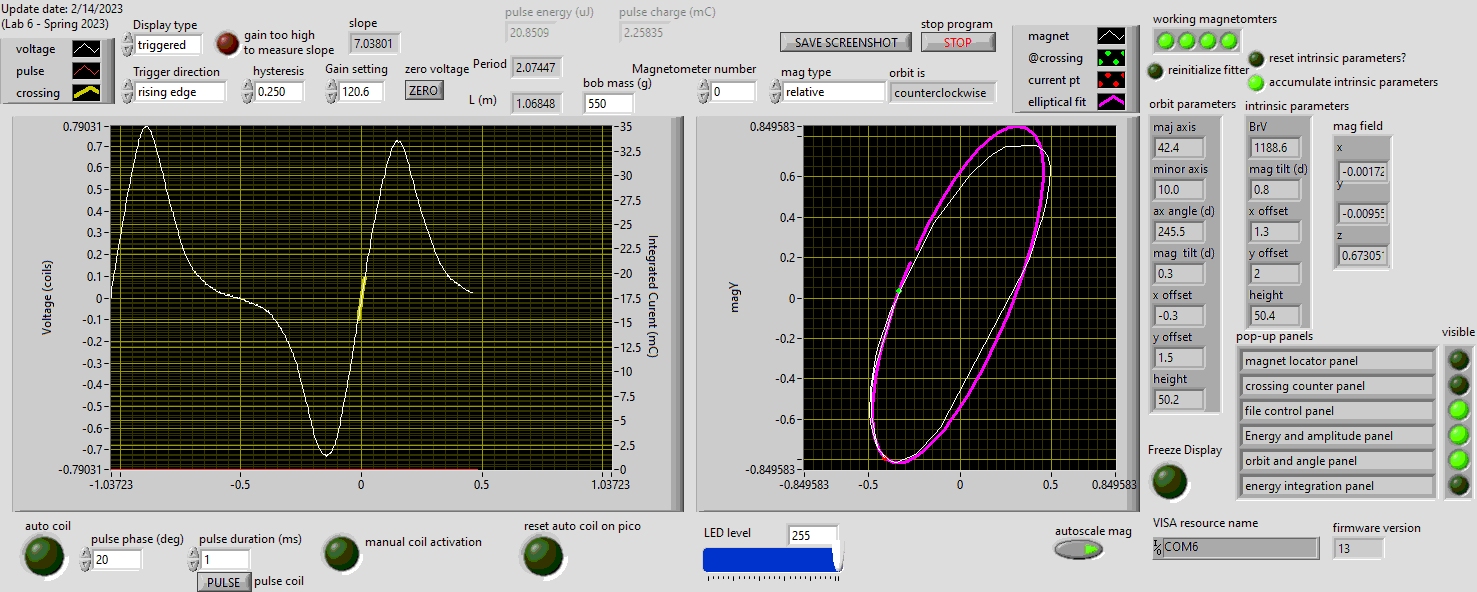 Update date: 2/14/2023
(Lab 6 - Spring 2023)
voltage
pulse
crossing
Display type
triggered
gain too high
to measure slope
slope
7.03801
Trigger direction
rising edge
hysteresis
0.250
Gain setting
120.6
zero voltage
ZERO
pulse energy (uJ)
20.8509
pulse charge (mC)
2.25835
Period
2.07447
L (m)
1.06848
bob mass (g)
550
Magnetometer number
0
mag type
relative
orbit is
counterclockwise
SAVE SCREENSHOT
stop program
STOP
magnet
@crossing
current pt
elliptical fit
working magnetomters
reinitialize fitter
reset intrinsic parameters?
accumulate intrinsic parameters
orbit parameters
maj axis
42.4
minor axis
10.0
ax angle (d)
245.5
mag tilt (d)
0.3
x offset
-0.3
y offset
1.5
height
50.2
intrinsic parameters
BrV
1188.6
mag tilt (d)
0.8
x offset
1.3
y offset
2
height
50.4
mag field
x
-0.00172
y
-0.00955
z
0.67305
Voltage (coils)
0.79031
0.7
0.6
0.5
0.4
0.3
0.2
0.1
0
-0.1
-0.2
-0.3
-0.4
-0.5
-0.6
-0.7
-0.79031
-1.03723
-0.5
0
0.5
1.03723
35
32.5
30
27.5
25
22.5
20
17.5
15
12.5
10
7.5
5
2.5
0
Integrated Curent (mC)
magY
0.849583
0.6
0.4
0.2
0
-0.2
-0.4
-0.6
-0.849583
-0.849583
-0.5
0
0.5
0.849583
pop-up panels
visible
magnet locator panel
crossing counter panel
file control panel
Energy and amplitude panel
orbit and angle panel
energy integration panel
Freeze Display
auto coil
pulse phase (deg)
20
pulse duration (ms)
1
PULSE
pulse coil
manual coil activation
reset auto coil on pico
LED level
255
autoscale mag
VISA resource name
COM6
firmware version
13